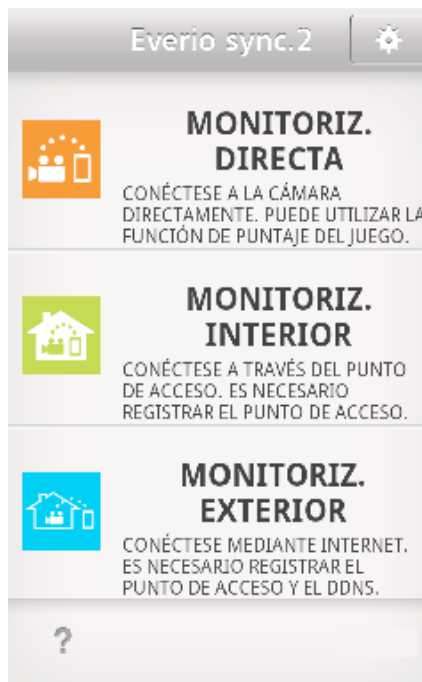 Everio sync.2
MONITORIZ.
DIRECTA
CONÉCTESE A LA CÁMARA
DIRECTAMENTE. PUEDE UTILIZAR LA
FUNCIÓN DE PUNTAJE DEL JUEGO.
MONITORIZ.
INTERIOR
CONÉCTESE A TRAVÉS DEL PUNTO
DE ACCESO. ES NECESARIO
REGISTRAR EL PUNTO DE ACCESO.
MONITORIZ.
EXTERIOR
CONÉCTESE MEDIANTE INTERNET.
ES NECESARIO REGISTRAR EL
PUNTO DE ACCESO Y EL DDNS.
?